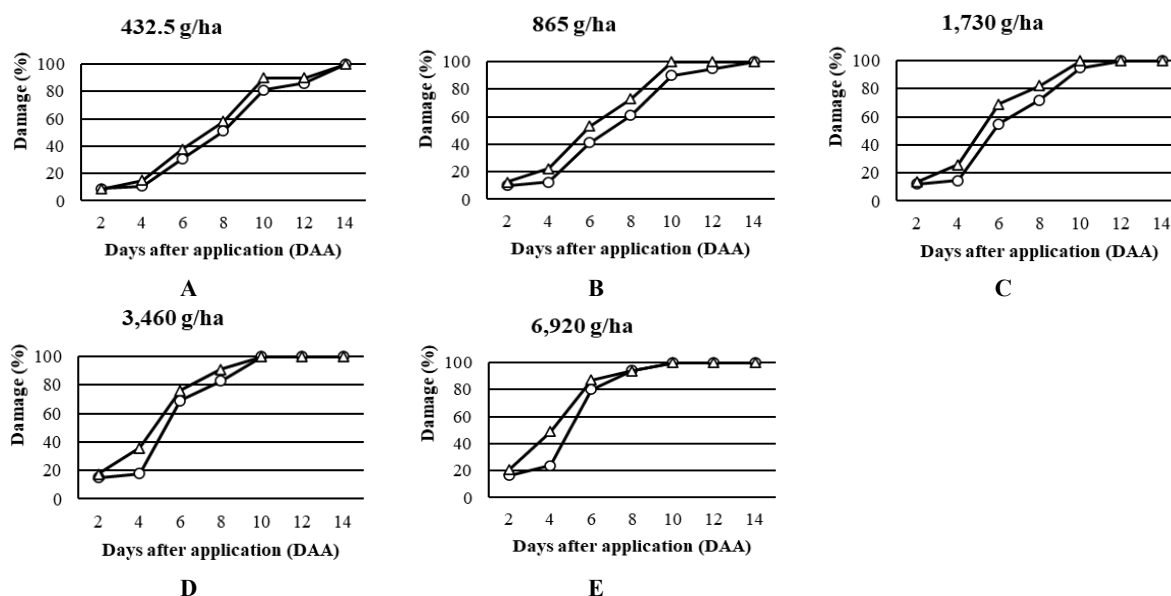 432.5 g/ha
Damage (%)
100
80
60
40
20
0
2 4 6 8 10 12 14
Days after application (DAA)
A
865 g/ha
Damage (%)
100
80
60
40
20
0
2 4 6 8 10 12 14
Days after application (DAA)
B
1,730 g/ha
Damage (%)
100
80
60
40
20
0
2 4 6 8 10 12 14
Days after application (DAA)
C
3,460 g/ha
Damage (%)
100
80
60
40
20
0
2 4 6 8 10 12 14
Days after application (DAA)
D
6,920 g/ha
Damage (%)
100
80
60
40
20
0
2 4 6 8 10 12 14
Days after application (DAA)
E